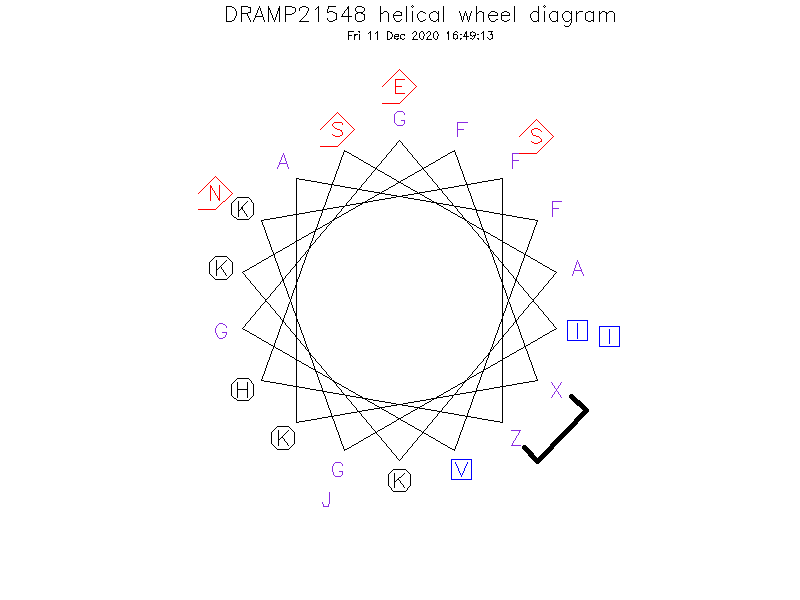 DRAMP21548 helical wheel diagram
Fri 11 Dec 2020 16:49:13
E
G
S
F
S
A
F
N
K
F
K
A
G
I
I
H
X
K
Z
G
V
K
J